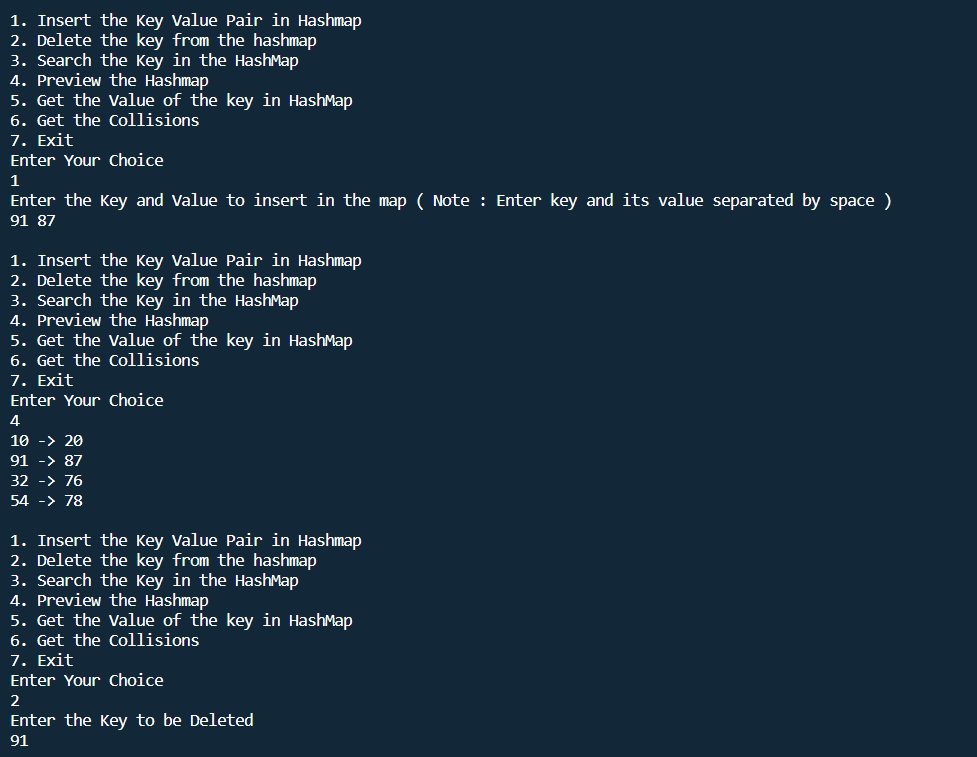 1. Insert the Key Value Pair in Hashmap
2. Delete the key from the hashmap
3. Search the Key in the HashMap
4. Preview the Hashmap
5. Get the Value of the key in HashMap
6. Get the Collisions
7. Exit
Enter Your Choice
1
Enter the Key and Value to insert in the map ( Note : Enter key and its value separated by space )
91 87
1. Insert the Key Value Pair in Hashmap
2. Delete the key from the hashmap
3. Search the Key in the HashMap
4. Preview the Hashmap
5. Get the Value of the key in HashMap
6. Get the Collisions
7. Exit
Enter Your Choice
4
10 -> 20
91 -> 87
32 -> 76
54 -> 78
1. Insert the Key Value Pair in Hashmap
2. Delete the key from the hashmap
3. Search the Key in the HashMap
4. Preview the Hashmap
5. Get the Value of the key in HashMap
6. Get the Collisions
7. Exit
Enter Your Choice
2
Enter the Key to be Deleted
91